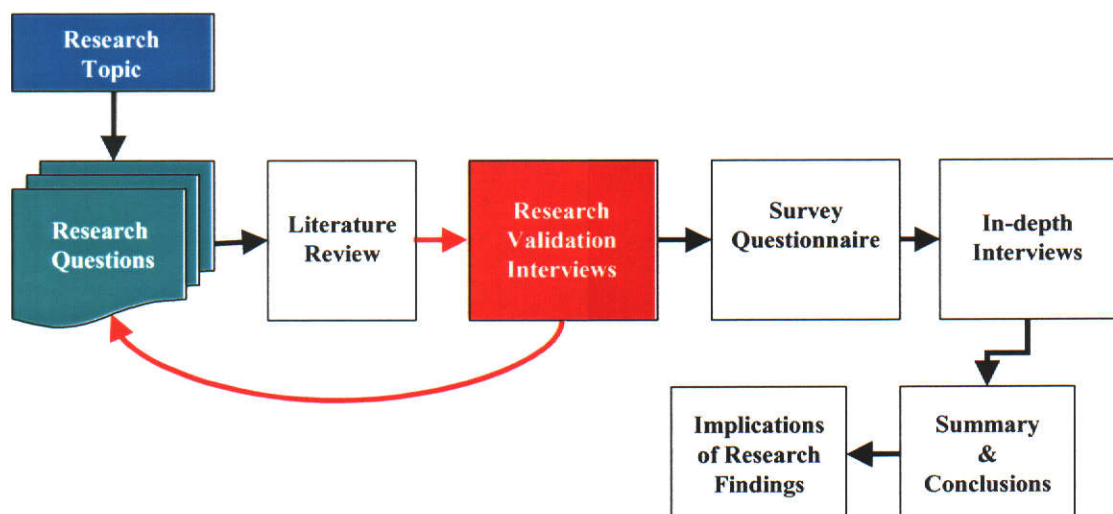 Research
Topic
Research
Questions
Literature
Review
Research
Validation
Interviews
Survey
Questionnaire
In-depth
Interviews
Implications
of Research
Findings
Summary
&
Conclusions